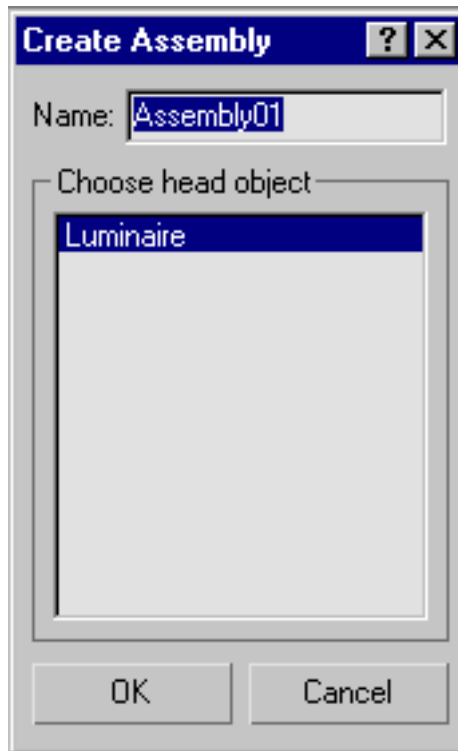 Create Assembly
Name: Assembly01
Choose head object
Luminaire
OK Cancel